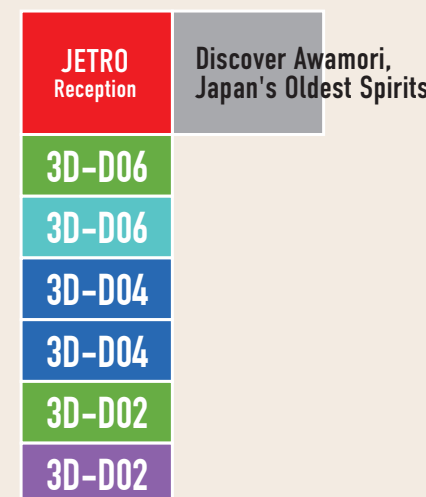 JETRO
Reception
Discover Awamori,
Japan's Oldest Spirits
3D-D06
3D-D06
3D-D04
3D-D04
3D-D02
3D-D02